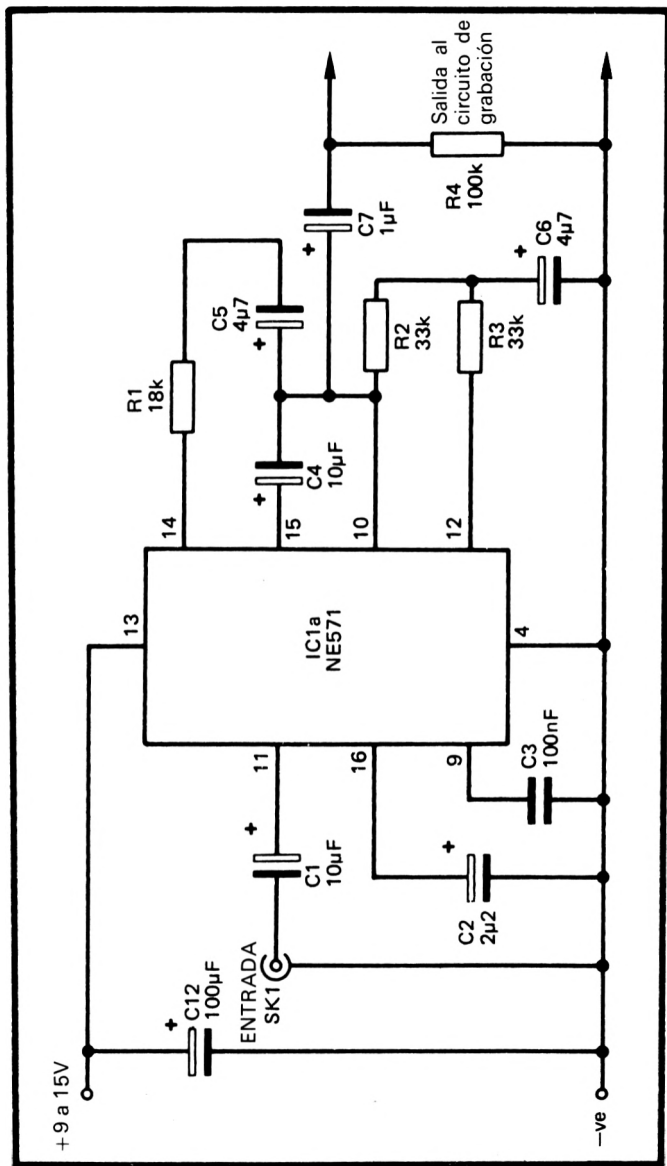 +9 a 15V
C12
100µF
ENTRADA
SK1
C1
10µF
C2
2µ2
C3
100nF
13
11
16
9
IC1a
NE571
14
15
10
12
4
R1
18k
C4
10µF
C5
4µ7
C7
1µF
R2
33k
R3
33k
C6
4µ7
R4
100k
Salida al
circuito de
grabación
−ve
+
+
+
+
+
+
+